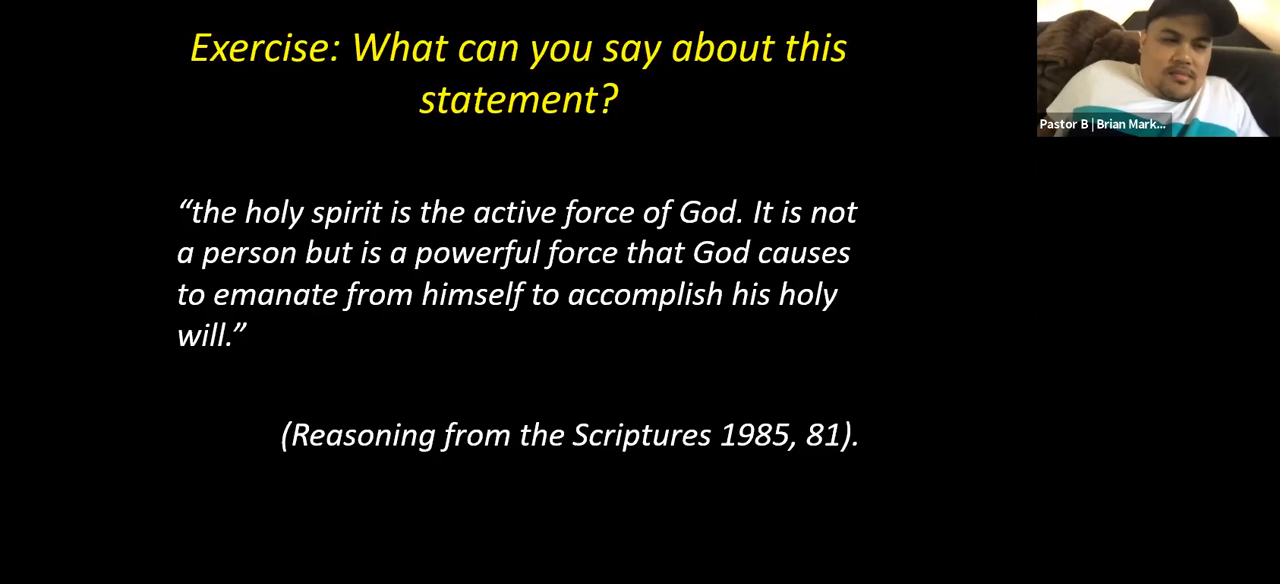 Exercise: What can you say about this
statement?
“the holy spirit is the active force of God. It is not
a person but is a powerful force that God causes
to emanate from himself to accomplish his holy
will.”
(Reasoning from the Scriptures 1985, 81).
Pastor B | Brian Mark...